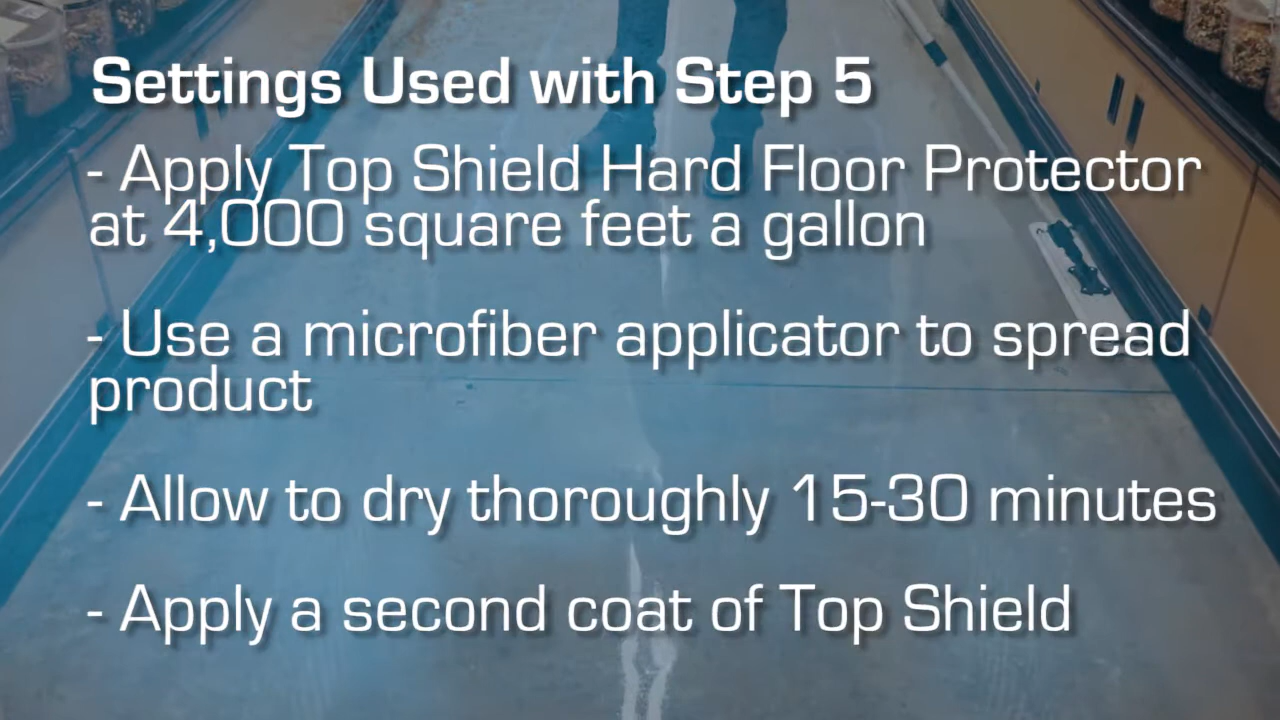 Settings Used with Step 5
- Apply Top Shield Hard Floor Protector
at 4,000 square feet a gallon
- Use a microfiber applicator to spread
product
- Allow to dry thoroughly 15-30 minutes
- Apply a second coat of Top Shield